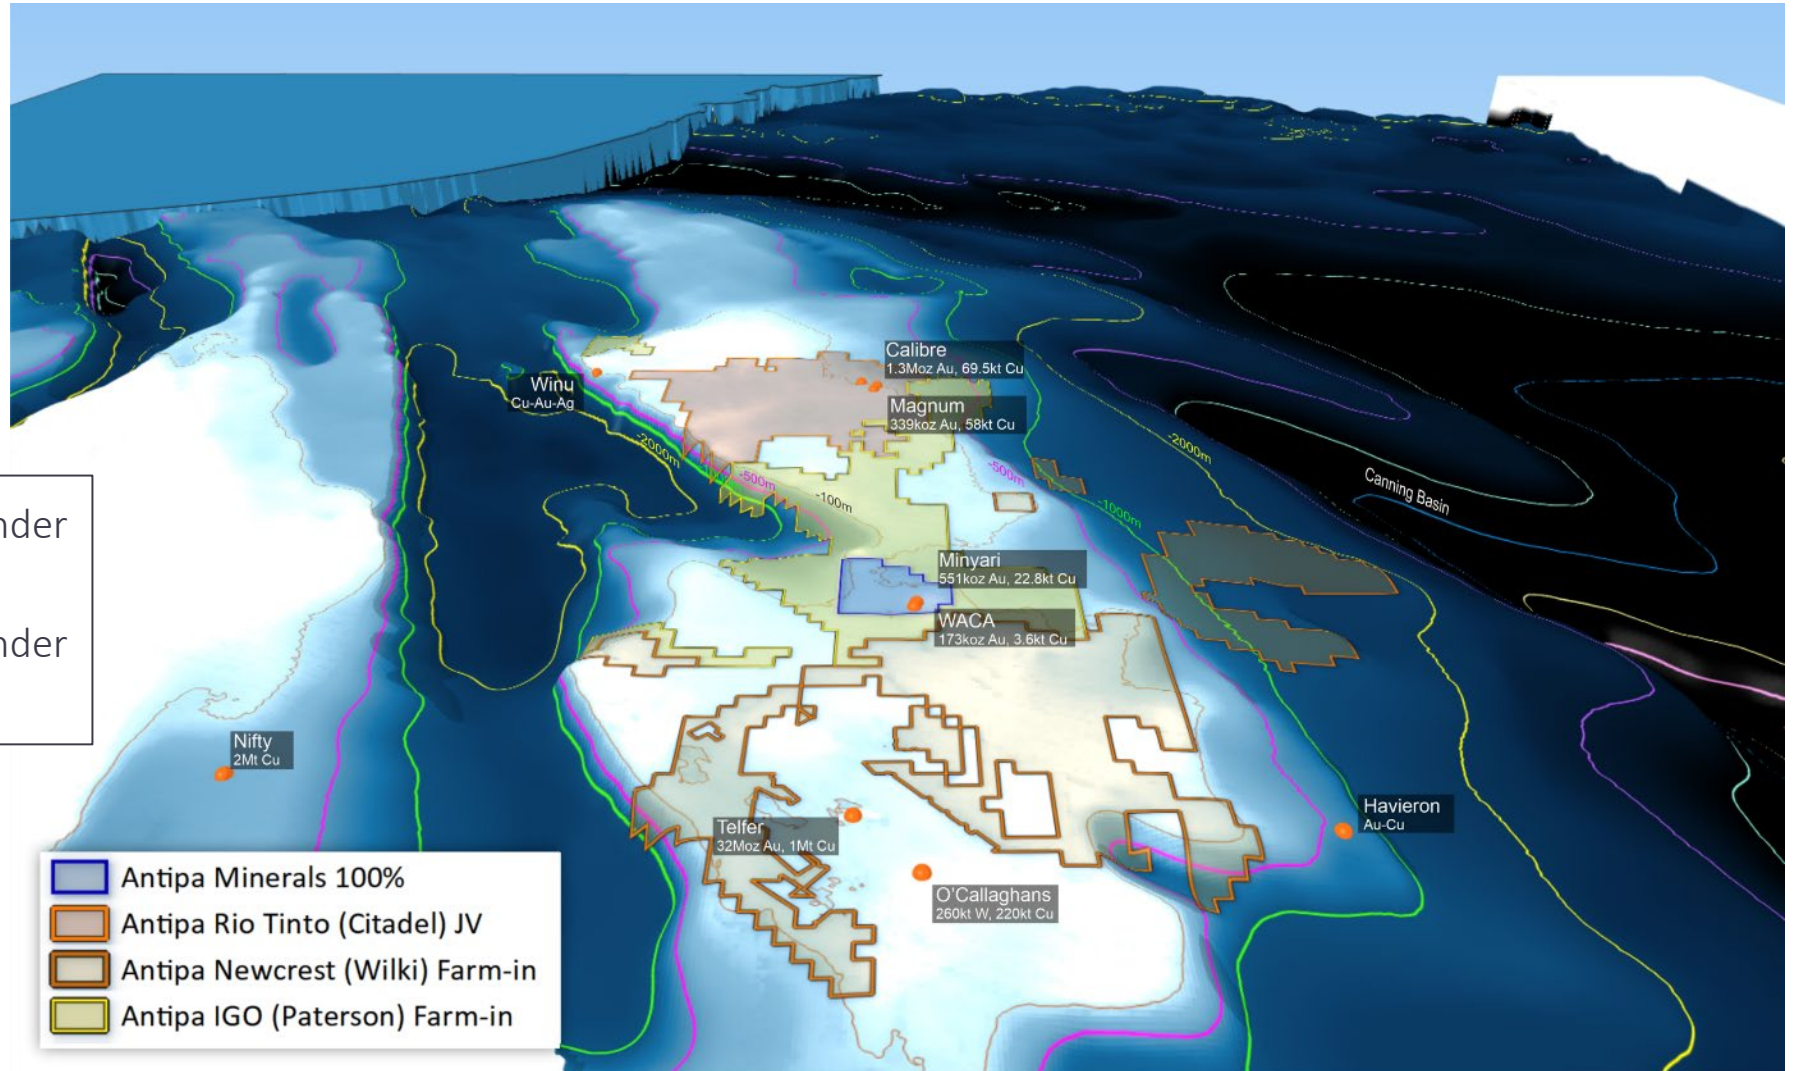 Calibre
1.3Moz Au, 69.5kt Cu
Winu
Cu-Au-Ag
Magnum
339koz Au, 58kt Cu
-2000m
-500m
-100m
-500m
-1000m
-2000m
Canning Basin
nder
nder
Minyari
551koz Au, 22.8kt Cu
WACA
173koz Au, 3.6kt Cu
Nifty
2Mt Cu
Telfer
32Moz Au, 1Mt Cu
Havieron
Au-Cu
O'Callaghans
260kt W, 220kt Cu
Antipa Minerals 100%
Antipa Rio Tinto (Citadel) JV
Antipa Newcrest (Wilki) Farm-in
Antipa IGO (Paterson) Farm-in